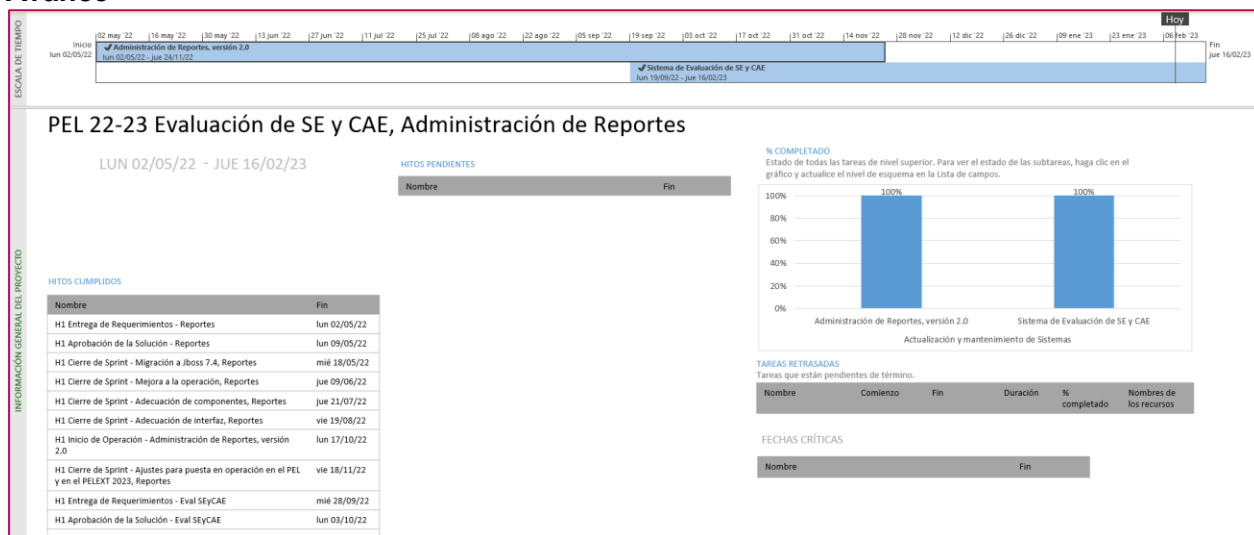 Hoy
ESCALA DE TIEMPO
02 may '22 16 may '22 30 may '22 13 jun '22 27 jun '22 11 jul '22 25 jul '22 08 ago '22 22 ago '22 05 sep '22 19 sep '22 03 oct '22 17 oct '22 31 oct '22 14 nov '22 28 nov '22 12 dic '22 26 dic '22 09 ene '23 23 ene '23 06 feb '23
Inicio
lun 02/05/22
Administración de Reportes, versión 2.0
lun 02/05/22 - jue 24/11/22
Sistema de Evaluación de SE y CAE
lun 19/09/22 - jue 16/02/23
Fin
jue 16/02/23
INFORMACIÓN GENERAL DEL PROYECTO
PEL 22-23 Evaluación de SE y CAE, Administración de Reportes
LUN 02/05/22 - JUE 16/02/23
HITOS PENDIENTES
Nombre Fin
HITOS CUMPLIDOS
Nombre Fin
H1 Entrega de Requerimientos - Reportes lun 02/05/22
H1 Aprobación de la Solución - Reportes lun 09/05/22
H1 Cierre de Sprint - Migración a Jboss 7.4, Reportes mié 18/05/22
H1 Cierre de Sprint - Mejora a la operación, Reportes jue 09/06/22
H1 Cierre de Sprint - Adecuación de componentes, Reportes jue 21/07/22
H1 Cierre de Sprint - Adecuación de interfaz, Reportes vie 19/08/22
H1 Inicio de Operación - Administración de Reportes, versión lun 17/10/22
2.0
H1 Cierre de Sprint - Ajustes para puesta en operación en el PEL vie 18/11/22
y en el PELEXT 2023, Reportes
H1 Entrega de Requerimientos - Eval SEyCAE mié 28/09/22
H1 Aprobación de la Solución - Eval SEyCAE lun 03/10/22
% COMPLETADO
Estado de todas las tareas de nivel superior. Para ver el estado de las subtareas, haga clic en el
gráfico y actualice el nivel de esquema en la Lista de campos.
100% 100%
100%
80%
60%
40%
20%
0%
Administración de Reportes, versión 2.0 Sistema de Evaluación de SE y CAE
Actualización y mantenimiento de Sistemas
TAREAS RETRASADAS
Tareas que están pendientes de término.
Nombre Comienzo Fin Duración % Nombres de
completado los recursos
FECHAS CRÍTICAS
Nombre Fin